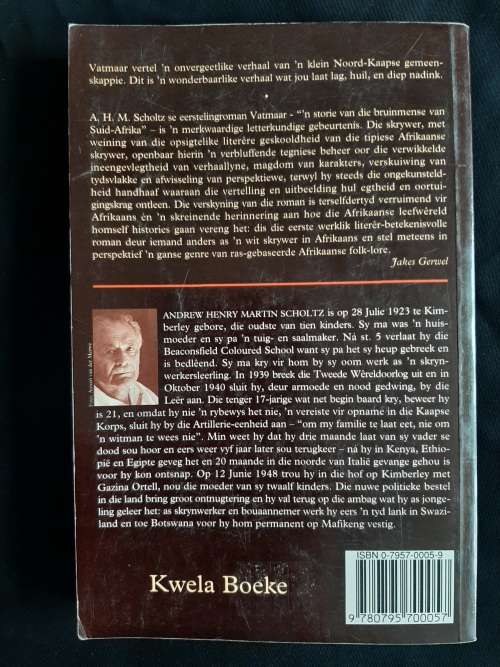 Vatmaar vertel 'n onvergeetlike verhaal van 'n klein Noord-Kaapse gemeen-
skappie. Dit is 'n wonderbaarlike verhaal wat jou laat lag, huil, en diep nadink.
A. H. M. Scholtz se eerstelingroman Vatmaar - "'n storie van die bruinmense van
Suid-Afrika" – is 'n merkwaardige letterkundige gebeurtenis. Die skrywer, met
weining van die opsigtelike literêre geskooldheid van die tipiese Afrikaanse
skrywer, openbaar hierin 'n verbluffende tegniese beheer oor die verwikkelde
ineengevlegtheid van verhaallyne, magdom van karakters, verskuiwing van
tydsvlakke en afwisseling van perspektiewe, terwyl hy steeds die ongekunsteld-
heid handhaaf waaraan die vertelling en uitbeelding hul egtheid en oortui-
gingskrag ontleen. Die verskyning van die roman is terselfdertyd verruimend vir
Afrikaans èn 'n skreinende herinnering aan hoe die Afrikaanse leefwêreld
homself histories gaan vereng het: dis die eerste werklik literêr-betekenisvolle
roman deur iemand anders as 'n wit skrywer in Afrikaans en stel meteens in
perspektief 'n ganse genre van ras-gebaseerde Afrikaanse folk-lore.
Jakes Gerwel
ANDREW HENRY MARTIN SCHOLTZ is op 28 Julie 1923 te Kim-
berley gebore, die oudste van tien kinders. Sy ma was 'n huis-
moeder en sy pa 'n tuig- en saalmaker. Ná st. 5 verlaat hy die
Beaconsfield Coloured School want sy pa het sy heup gebreek en
is bedlêend. Sy ma kry vir hom by sy oom werk as 'n skryn-
werkersleerling. In 1939 breek die Tweede Wêreldoorlog uit en in
Oktober 1940 sluit hy, deur armoede en nood gedwing, by die
Leër aan. Die tenger 17-jarige wat net begin baard kry, beweer hy
is 21, en omdat hy nie 'n rybewys het nie, 'n vereiste vir opname in die Kaapse
Korps, sluit hy by die Artillerie-eenheid aan – "om my familie te laat eet, nie om
'n witman te wees nie". Min weet hy dat hy drie maande laat van sy vader se
dood sou hoor en eers weer vyf jaar later sou terugkeer – ná hy in Kenya, Ethio-
pië en Egipte geveg het en 20 maande in die noorde van Italië gevange gehou is
voor hy kon ontsnap. Op 12 Junie 1948 trou hy in die hof op Kimberley met
Gazina Ortell, nou die moeder van sy twaalf kinders. Die nuwe politieke bestel
in die land bring groot ontnugtering en hy val terug op die ambag wat hy as jonge-
ling geleer het: as skrynwerker en bouaannemer werk hy eers 'n tyd lank in Swazi-
land en toe Botswana voor hy hom permanent op Mafikeng vestig.
ISBN 0-7957-0005-9
Kwela Boeke
9 780795 700057